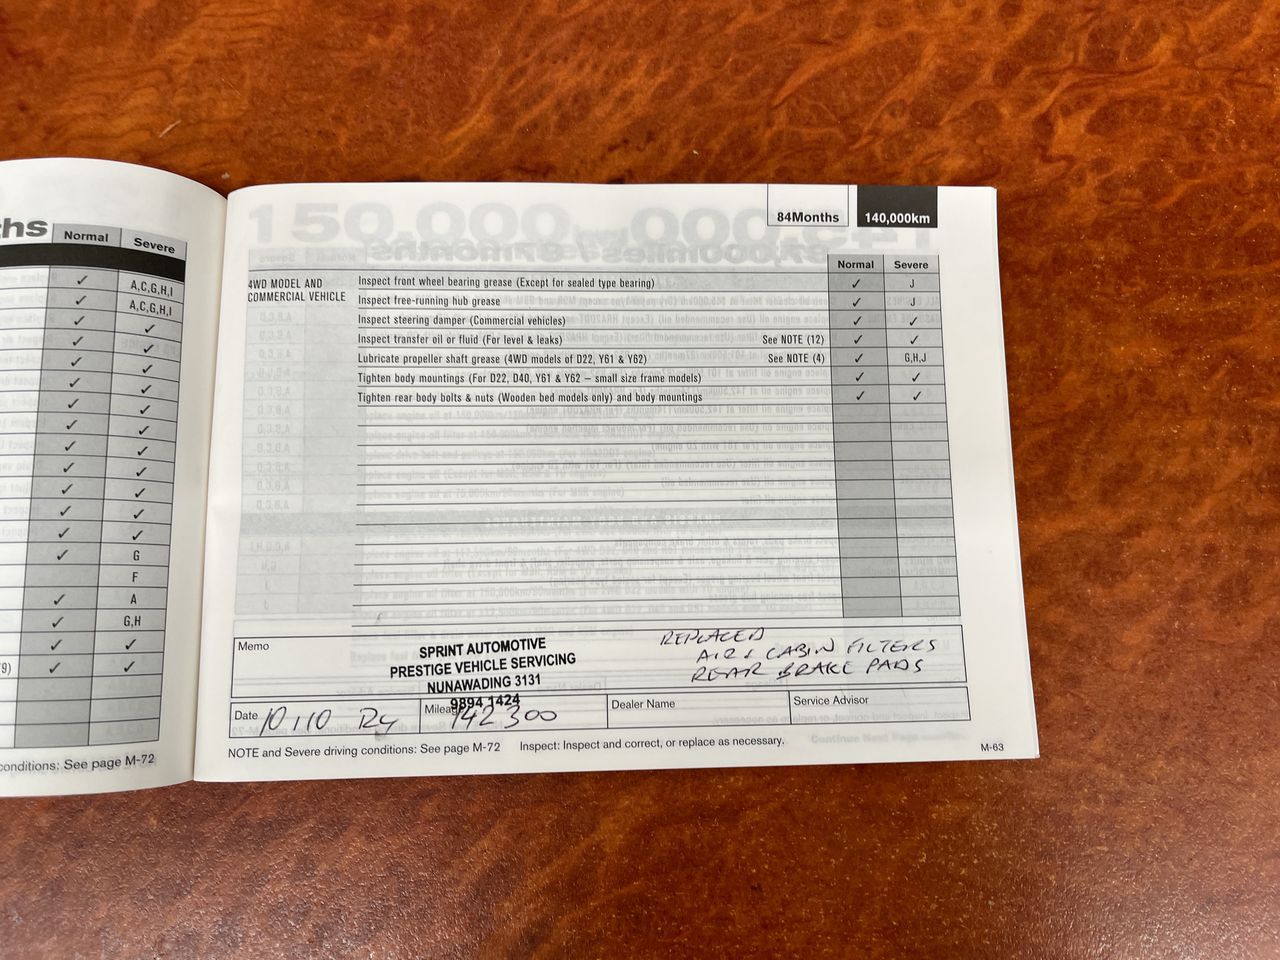 ths
Normal Severe
✓ A,C,G,H,I
✓ A,C,G,H,I
✓ ✓
✓ ✓
✓ ✓
✓ ✓
✓ ✓
✓ ✓
✓ ✓
✓ ✓
✓ ✓
✓ ✓
✓ G
F
✓ A
✓ G,H
✓ ✓
9) ✓ ✓
onditions: See page M-72
84Months 140,000km
Normal Severe
4WD MODEL AND COMMERCIAL VEHICLE
Inspect front wheel bearing grease (Except for sealed type bearing) ✓ J
Inspect free-running hub grease ✓ J
Inspect steering damper (Commercial vehicles) ✓ ✓
Inspect transfer oil or fluid (For level & leaks) See NOTE (12) ✓ ✓
Lubricate propeller shaft grease (4WD models of D22, Y61 & Y62) See NOTE (4) ✓ G,H,J
Tighten body mountings (For D22, D40, Y61 & Y62 – small size frame models) ✓ ✓
Tighten rear body bolts & nuts (Wooden bed models only) and body mountings ✓ ✓
Memo
SPRINT AUTOMOTIVE
PRESTIGE VEHICLE SERVICING
NUNAWADING 3131
9894 1424
REPLACED
AIR & CABIN FILTERS
REAR BRAKE PADS
Date 10/10
Mileage 142 300
Dealer Name
Service Advisor
NOTE and Severe driving conditions: See page M-72 Inspect: Inspect and correct, or replace as necessary.
M-63